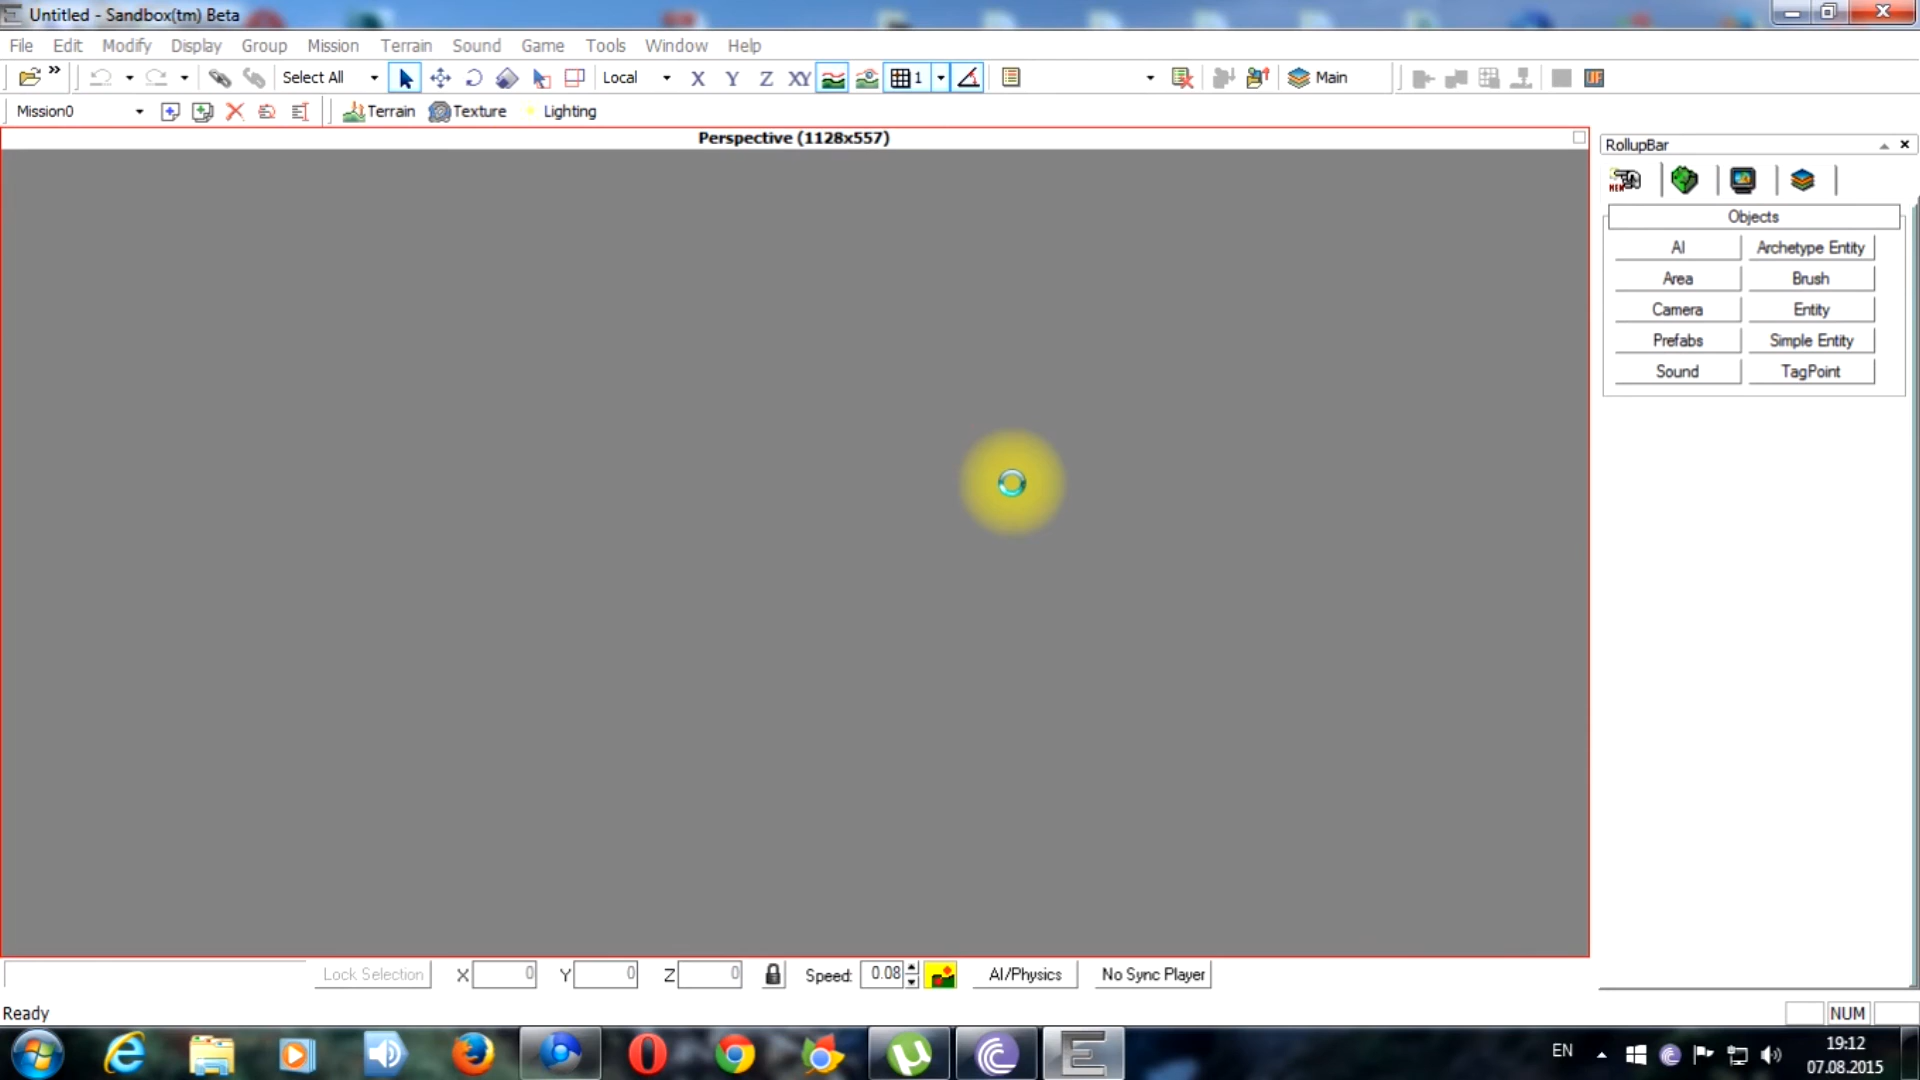 Untitled - Sandbox(tm) Beta
File Edit Modify Display Group Mission Terrain Sound Game Tools Window Help
Select All Local X Y Z XY 1 Main
Mission0 Terrain Texture Lighting
Perspective (1128x557)
RollupBar
NEW
Objects
AI Archetype Entity
Area Brush
Camera Entity
Prefabs Simple Entity
Sound TagPoint
Lock Selection X 0 Y 0 Z 0 Speed: 0.08 AI/Physics No Sync Player
Ready NUM
EN 19:12
07.08.2015